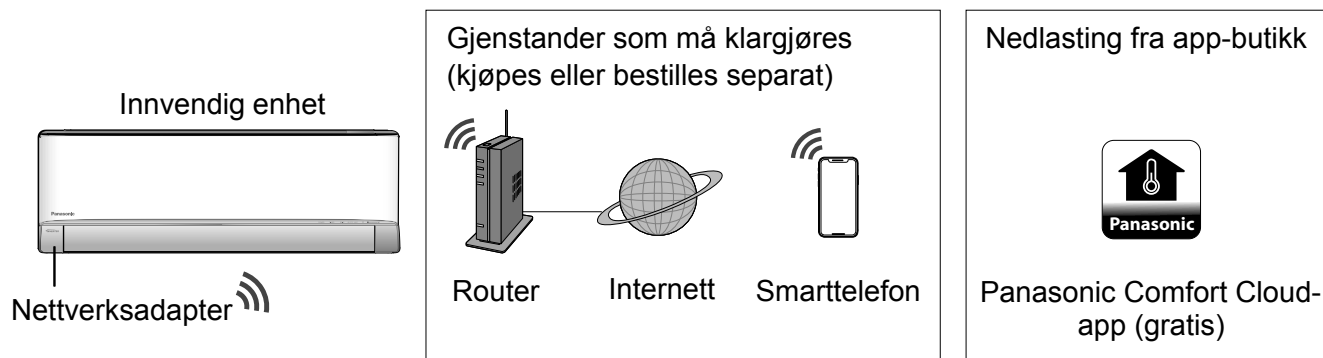 Innvendig enhet
Panasonic
Nettverksadapter
Gjenstander som må klargjøres
(kjøpes eller bestilles separat)
Router
Internett
Smarttelefon
Nedlasting fra app-butikk
Panasonic
Panasonic Comfort Cloud-
app (gratis)